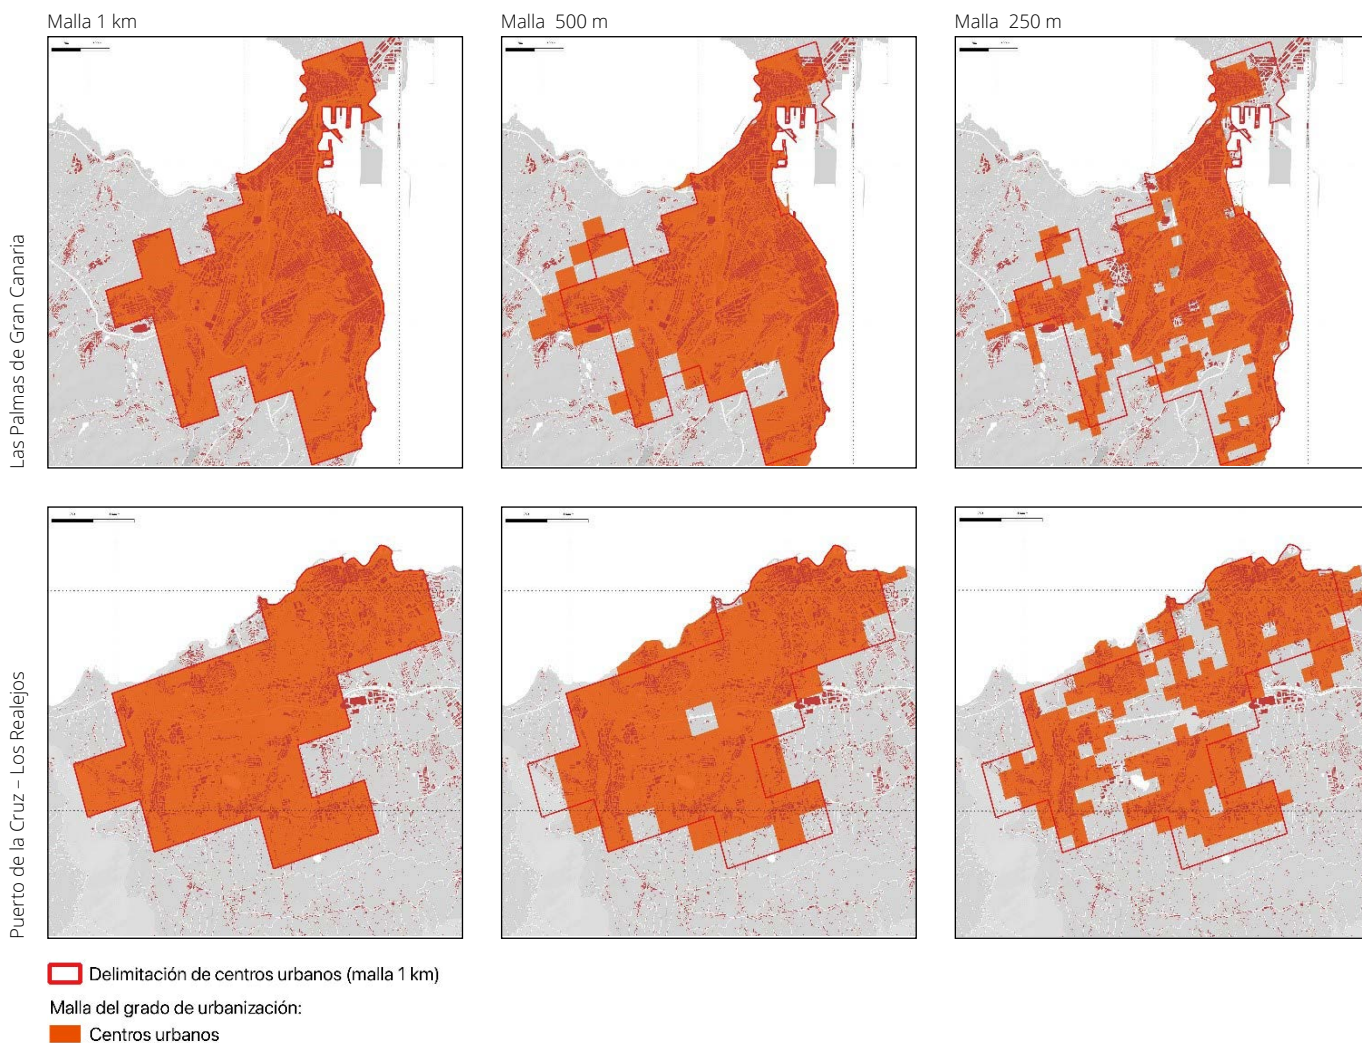 Malla 1 km
Malla 500 m
Malla 250 m
Las Palmas de Gran Canaria
Puerto de la Cruz – Los Realejos
Delimitación de centros urbanos (malla 1 km)
Malla del grado de urbanización:
Centros urbanos